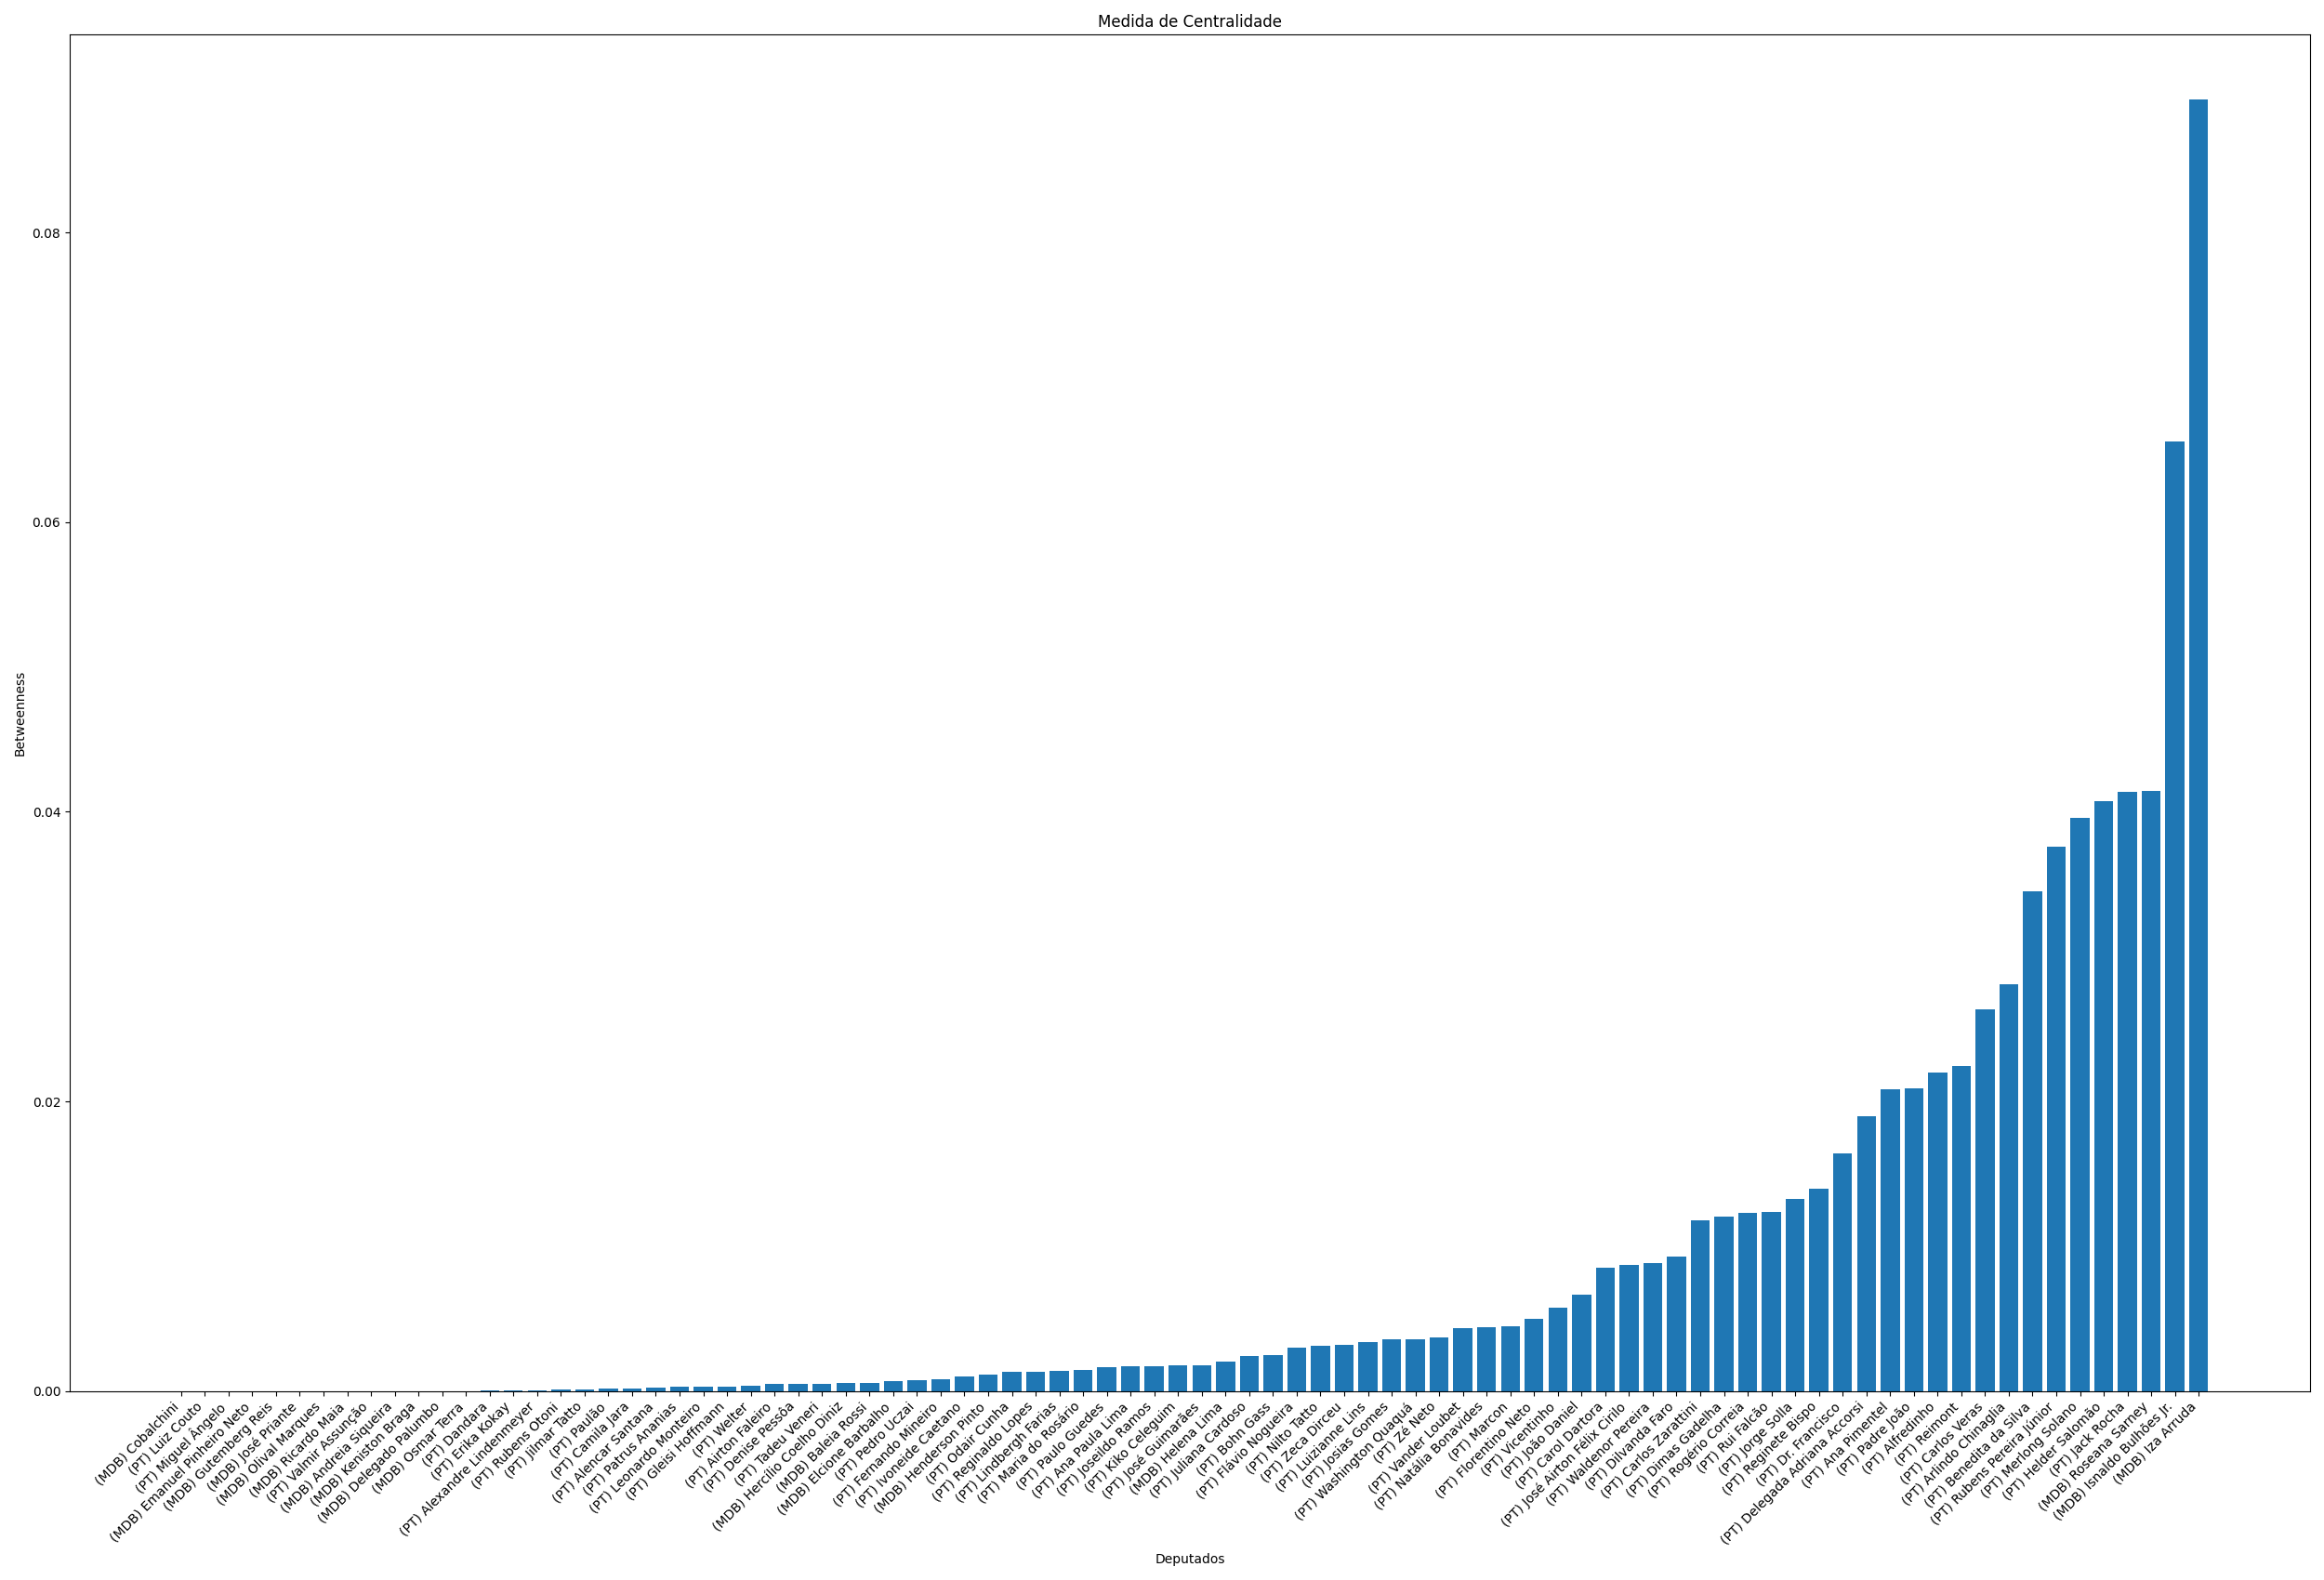 Medida de Centralidade
Betweenness
0.08
0.06
0.04
0.02
0.00
(MDB) Cobalchini
(PT) Luiz Couto
(PT) Miguel Ângelo
(MDB) Emanuel Pinheiro Neto
(MDB) Gutemberg Reis
(MDB) José Priante
(MDB) Olival Marques
(MDB) Ricardo Maia
(PT) Valmir Assunção
(MDB) Andreia Siqueira
(MDB) Keniston Braga
(MDB) Delegado Palumbo
(MDB) Osmar Terra
(PT) Dandara
(PT) Erika Kokay
(PT) Alexandre Lindenmeyer
(PT) Rubens Otoni
(PT) Jilmar Tatto
(PT) Paulão
(PT) Camila Jara
(PT) Alencar Santana
(PT) Patrus Ananias
(PT) Leonardo Monteiro
(PT) Gleisi Hoffmann
(PT) Welter
(PT) Airton Faleiro
(PT) Denise Pessôa
(PT) Tadeu Veneri
(MDB) Hercílio Coelho Diniz
(MDB) Baleia Rossi
(MDB) Elcione Barbalho
(PT) Pedro Uczai
(PT) Fernando Mineiro
(PT) Ivoneide Caetano
(MDB) Henderson Pinto
(PT) Odair Cunha
(PT) Reginaldo Lopes
(PT) Lindbergh Farias
(PT) Maria do Rosário
(PT) Paulo Guedes
(PT) Ana Paula Lima
(PT) Joseildo Ramos
(PT) Kiko Celeguim
(PT) José Guimarães
(MDB) Helena Lima
(PT) Juliana Cardoso
(PT) Bohn Gass
(PT) Flávio Nogueira
(PT) Nilto Tatto
(PT) Zeca Dirceu
(PT) Luizianne Lins
(PT) Josias Gomes
(PT) Washington Quaquá
(PT) Zé Neto
(PT) Vander Loubet
(PT) Natália Bonavides
(PT) Marcon
(PT) Florentino Neto
(PT) Vicentinho
(PT) João Daniel
(PT) Carol Dartora
(PT) José Airton Félix Cirilo
(PT) Waldenor Pereira
(PT) Dilvanda Faro
(PT) Carlos Zarattini
(PT) Dimas Gadelha
(PT) Rogério Correia
(PT) Rui Falcão
(PT) Jorge Solla
(PT) Reginete Bispo
(PT) Dr. Francisco
(PT) Delegada Adriana Accorsi
(PT) Ana Pimentel
(PT) Padre João
(PT) Alfredinho
(PT) Reimont
(PT) Carlos Veras
(PT) Arlindo Chinaglia
(PT) Benedita da Silva
(PT) Rubens Pereira Júnior
(PT) Merlong Solano
(PT) Helder Salomão
(PT) Jack Rocha
(MDB) Roseana Sarney
(MDB) Isnaldo Bulhões Jr.
(MDB) Iza Arruda
Deputados